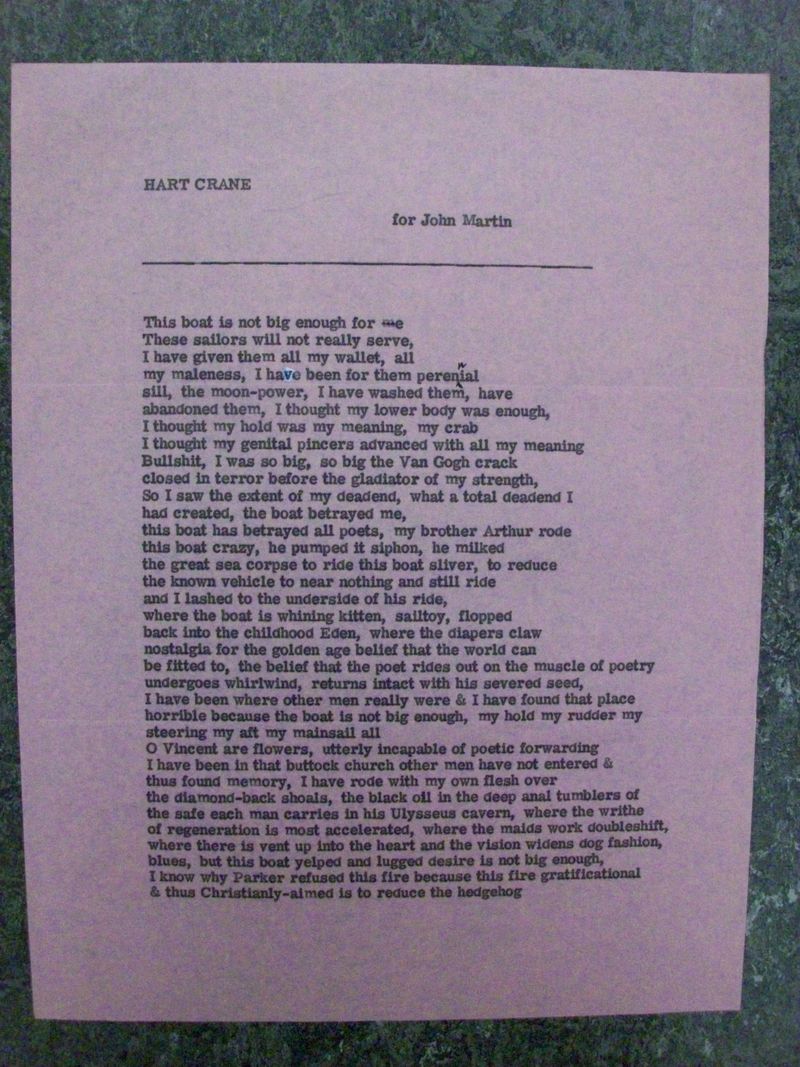 HART CRANE
for John Martin
This boat is not big enough for me
These sailors will not really serve,
I have given them all my wallet, all
n
my maleness, I have been for them perenial
sill, the moon-power, I have washed them, have
abandoned them, I thought my lower body was enough,
I thought my hold was my meaning, my crab
I thought my genital pincers advanced with all my meaning
Bullshit, I was so big, so big the Van Gogh crack
closed in terror before the gladiator of my strength,
So I saw the extent of my deadend, what a total deadend I
had created, the boat betrayed me,
this boat has betrayed all poets, my brother Arthur rode
this boat crazy, he pumped it siphon, he milked
the great sea corpse to ride this boat sliver, to reduce
the known vehicle to near nothing and still ride
and I lashed to the underside of his ride,
where the boat is whining kitten, sailtoy, flopped
back into the childhood Eden, where the diapers claw
nostalgia for the golden age belief that the world can
be fitted to, the belief that the poet rides out on the muscle of poetry
undergoes whirlwind, returns intact with his severed seed,
I have been where other men really were & I have found that place
horrible because the boat is not big enough, my hold my rudder my
steering my aft my mainsail all
O Vincent are flowers, utterly incapable of poetic forwarding
I have been in that buttock church other men have not entered &
thus found memory, I have rode with my own flesh over
the diamond-back shoals, the black oil in the deep anal tumblers of
the safe each man carries in his Ulysseus cavern, where the writhe
of regeneration is most accelerated, where the maids work doubleshift,
where there is vent up into the heart and the vision widens dog fashion,
blues, but this boat yelped and lugged desire is not big enough,
I know why Parker refused this fire because this fire gratificational
& thus Christianly-aimed is to reduce the hedgehog